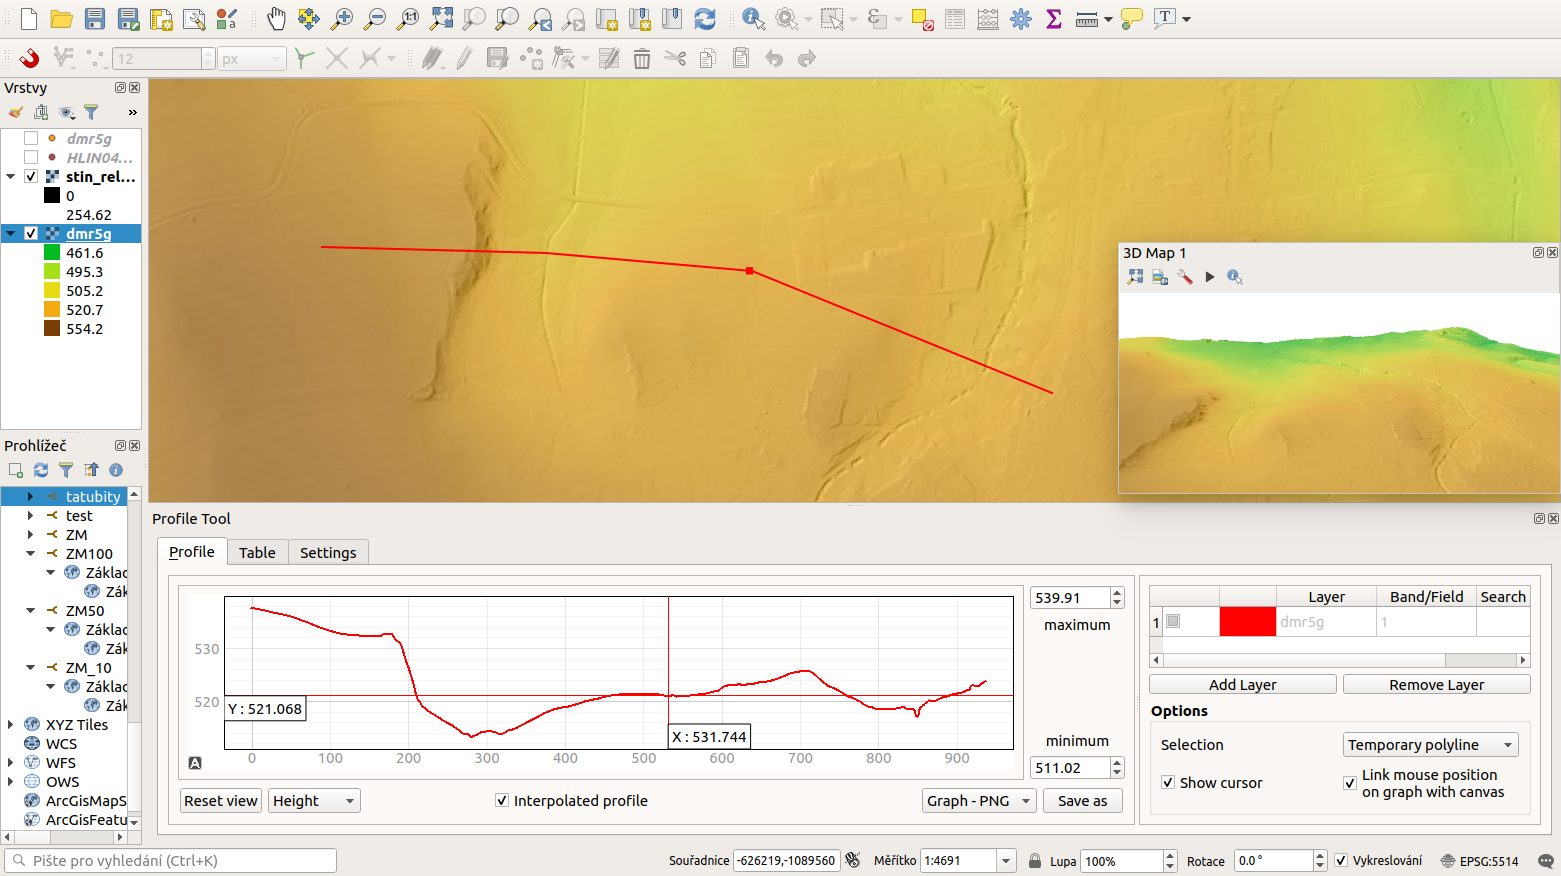 1:1
a
T
12
px
Vrstvy
»
dmr5g
HLIN04...
stin_rel...
0
254.62
dmr5g
461.6
495.3
505.2
520.7
554.2
3D Map 1
Prohlížeč
tatubity
test
ZM
ZM100
Základ
Zák
ZM50
Základ
Zák
ZM_10
Základ
Zák
XYZ Tiles
WCS
WFS
OWS
ArcGisMapS
ArcGisFeatu
Profile Tool
Profile
Table
Settings
530
520
Y : 521.068
X : 531.744
0
100
200
300
400
500
600
700
800
900
A
539.91
maximum
minimum
511.02
Reset view
Height
Interpolated profile
Graph - PNG
Save as
Layer
Band/Field
Search
1
dmr5g
1
Add Layer
Remove Layer
Options
Selection
Temporary polyline
Show cursor
Link mouse position
on graph with canvas
Pište pro vyhledání (Ctrl+K)
Souřadnice
-626219,-1089560
Měřítko
1:4691
Lupa
100%
Rotace
0.0 °
Vykreslování
EPSG:5514